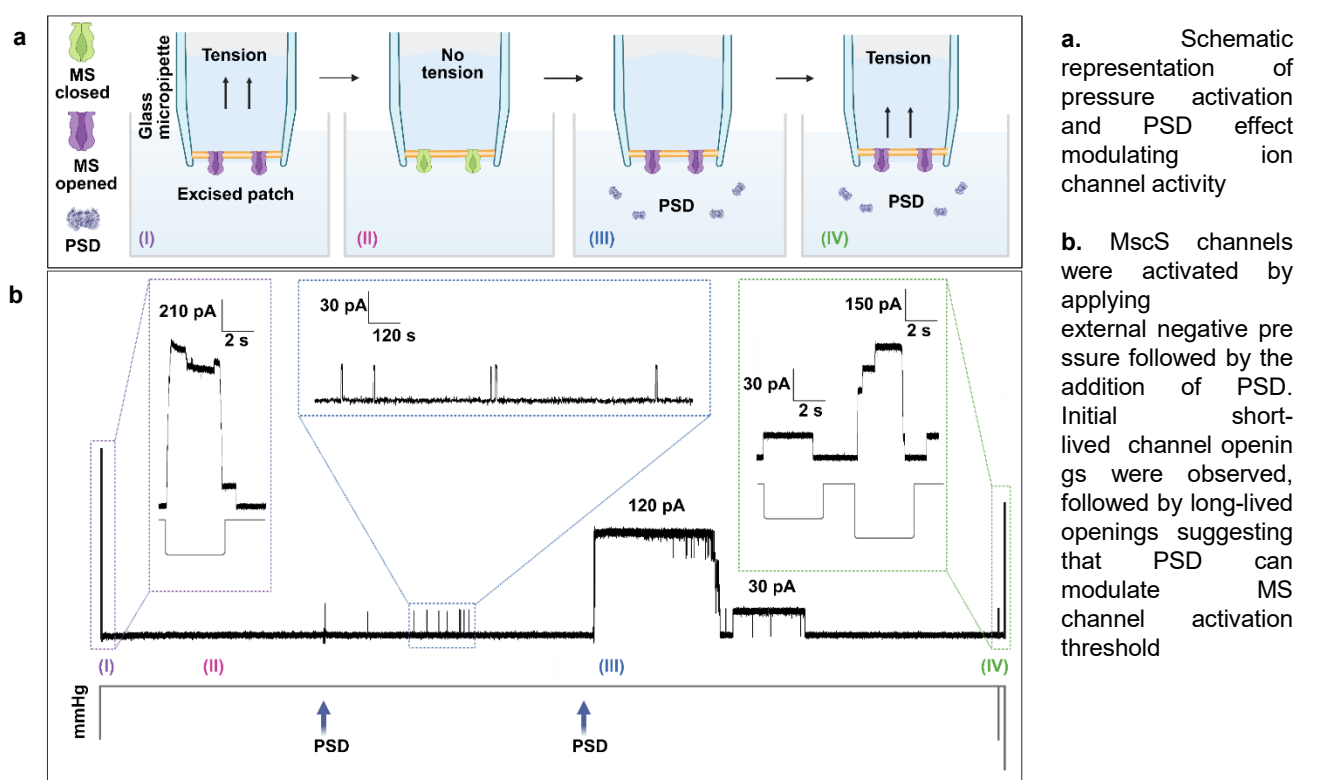 a
MS
closed
MS
opened
PSD
Glass
micropipette
Tension
Excised patch
(I)
No
tension
(II)
PSD
(III)
Tension
PSD
(IV)
b
210 pA
2 s
30 pA
120 s
150 pA
2 s
30 pA
2 s
120 pA
30 pA
(I)
(II)
(III)
(IV)
mmHg
PSD
PSD
a. Schematic
representation of
pressure activation
and PSD effect
modulating ion
channel activity
b. MscS channels
were activated by
applying
external negative pre
ssure followed by the
addition of PSD.
Initial short-
lived channel openin
gs were observed,
followed by long-lived
openings suggesting
that PSD can
modulate MS
channel activation
threshold